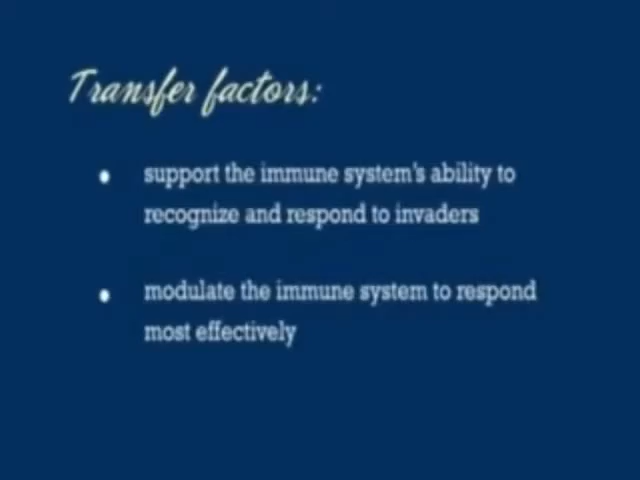 Transfer factors:
• support the immune system's ability to
recognize and respond to invaders
• modulate the immune system to respond
most effectively